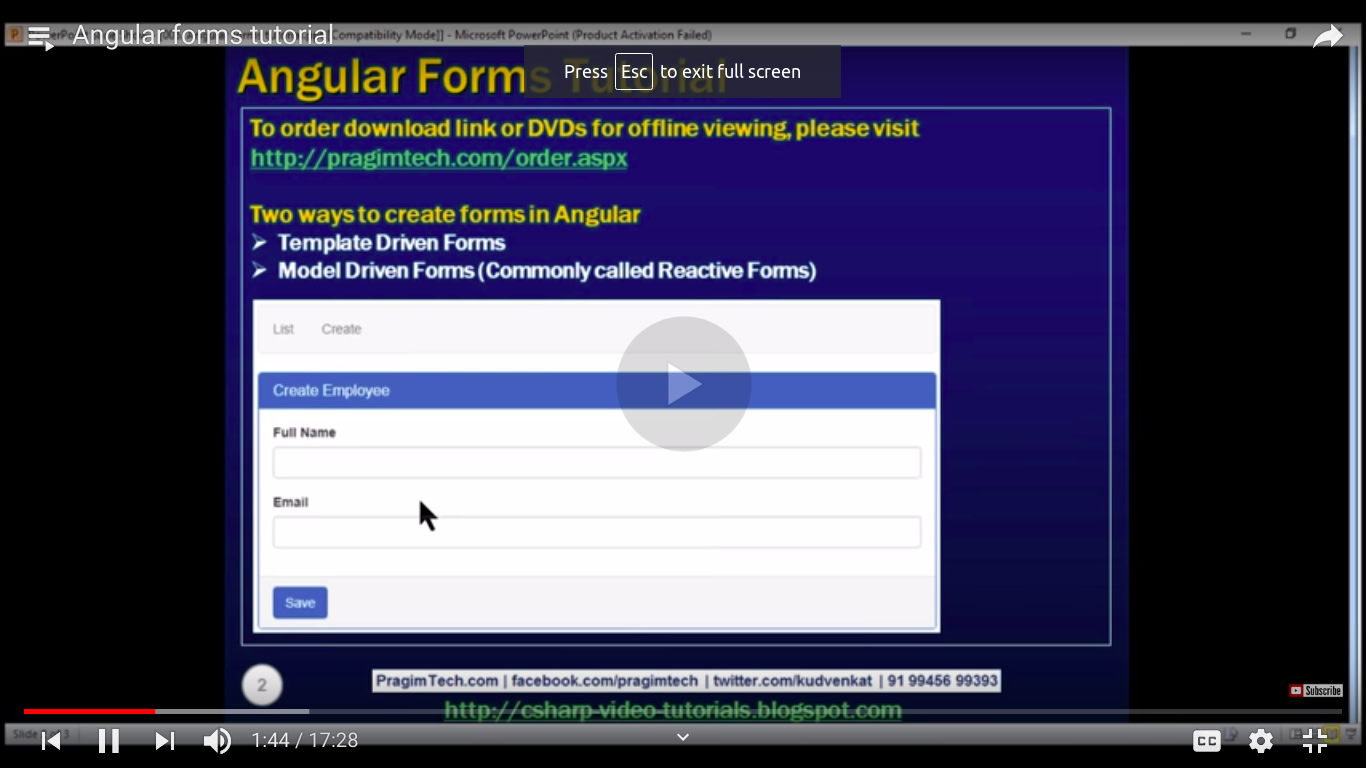 Angular forms tutorial
Compatibility Mode]] - Microsoft PowerPoint (Product Activation Failed)
Press Esc to exit full screen
Angular Forms Tutorial
To order download link or DVDs for offline viewing, please visit
http://pragimtech.com/order.aspx
Two ways to create forms in Angular
➢ Template Driven Forms
➢ Model Driven Forms (Commonly called Reactive Forms)
List Create
Create Employee
Full Name
Email
Save
2
PragimTech.com | facebook.com/pragimtech | twitter.com/kudvenkat | 91 99456 99393
Subscribe
http://csharp-video-tutorials.blogspot.com
Slide 3
1:44 / 17:28
CC